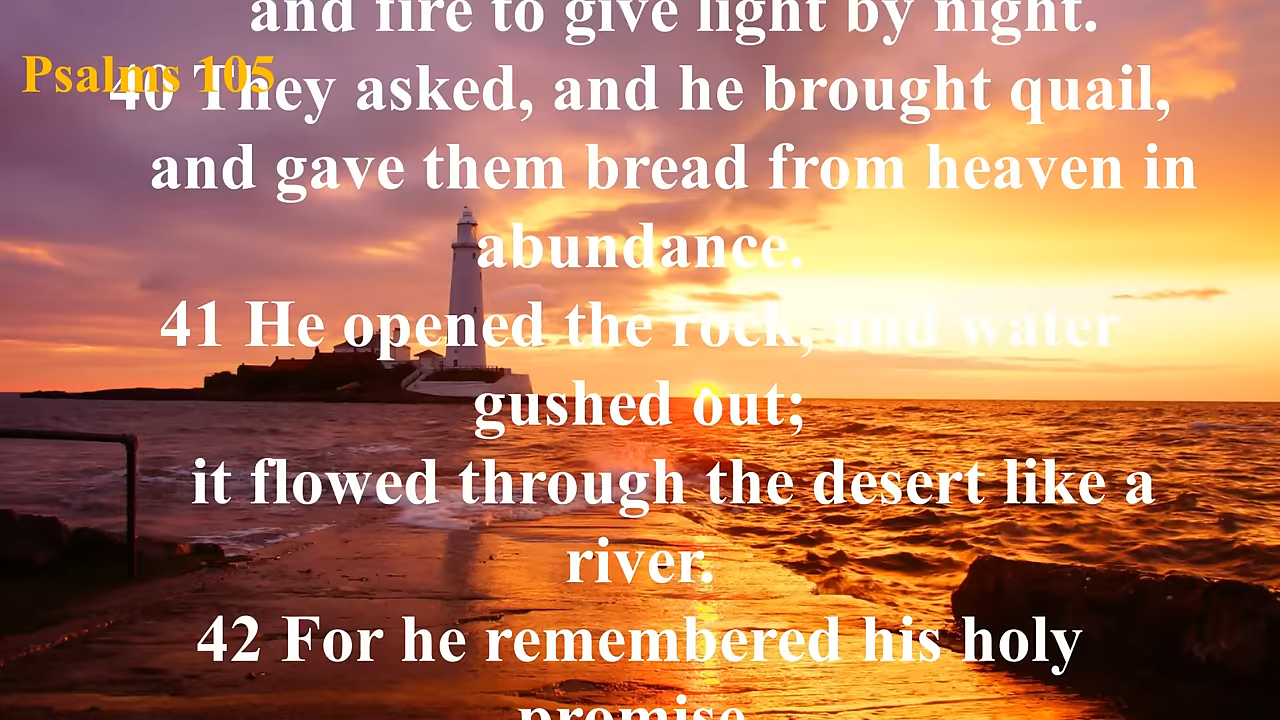 and fire to give light by night.
Psalms 105
40 They asked, and he brought quail,
and gave them bread from heaven in
abundance.
41 He opened the rock, and water
gushed out;
it flowed through the desert like a
river.
42 For he remembered his holy
promise